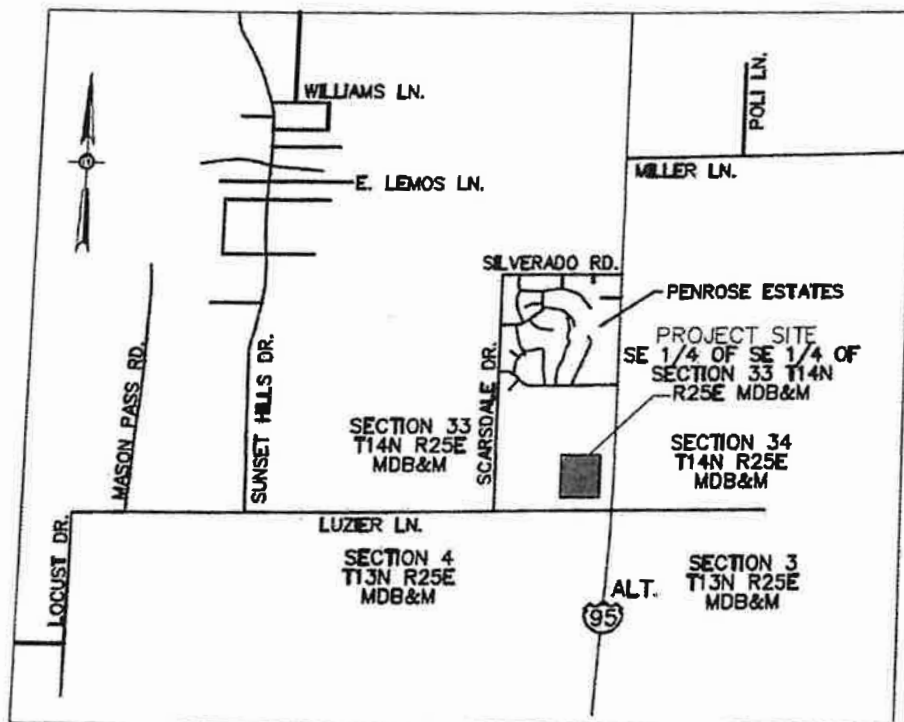 WILLIAMS LN.
POLI LN.
MILLER LN.
E. LEMOS LN.
SILVERADO RD.
PENROSE ESTATES
PROJECT SITE
SE 1/4 OF SE 1/4 OF
SECTION 33 T14N
R25E MDB&M
MASON PASS RD.
SUNSET HILLS DR.
SCARSDALE DR.
SECTION 33
T14N R25E
MDB&M
SECTION 34
T14N R25E
MDB&M
LOCUST DR.
LUZIER LN.
SECTION 4
T13N R25E
MDB&M
SECTION 3
T13N R25E
MDB&M
ALT.
95